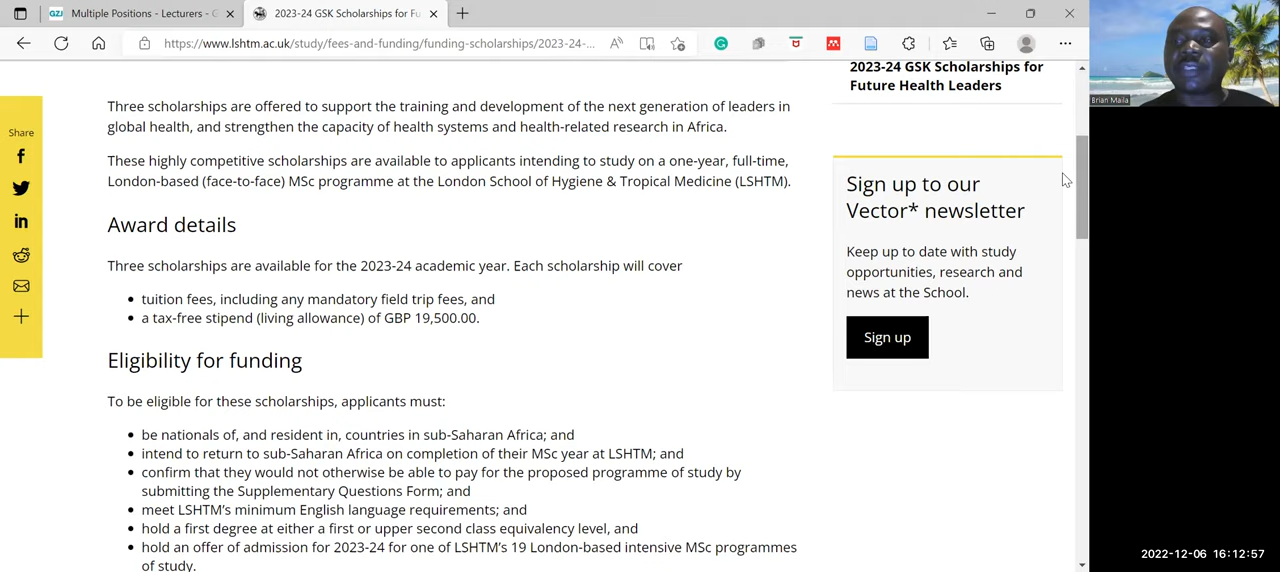 Multiple Positions - Lecturers - G
2023-24 GSK Scholarships for Fu
https://www.lshtm.ac.uk/study/fees-and-funding/funding-scholarships/2023-24-...
2023-24 GSK Scholarships for
Future Health Leaders
Brian Maila
Three scholarships are offered to support the training and development of the next generation of leaders in
global health, and strengthen the capacity of health systems and health-related research in Africa.
These highly competitive scholarships are available to applicants intending to study on a one-year, full-time,
London-based (face-to-face) MSc programme at the London School of Hygiene & Tropical Medicine (LSHTM).
Award details
Three scholarships are available for the 2023-24 academic year. Each scholarship will cover
tuition fees, including any mandatory field trip fees, and
a tax-free stipend (living allowance) of GBP 19,500.00.
Eligibility for funding
To be eligible for these scholarships, applicants must:
be nationals of, and resident in, countries in sub-Saharan Africa; and
intend to return to sub-Saharan Africa on completion of their MSc year at LSHTM; and
confirm that they would not otherwise be able to pay for the proposed programme of study by
submitting the Supplementary Questions Form; and
meet LSHTM's minimum English language requirements; and
hold a first degree at either a first or upper second class equivalency level, and
hold an offer of admission for 2023-24 for one of LSHTM's 19 London-based intensive MSc programmes
of study.
Share
Sign up to our
Vector* newsletter
Keep up to date with study
opportunities, research and
news at the School.
Sign up
2022-12-06 16:12:57